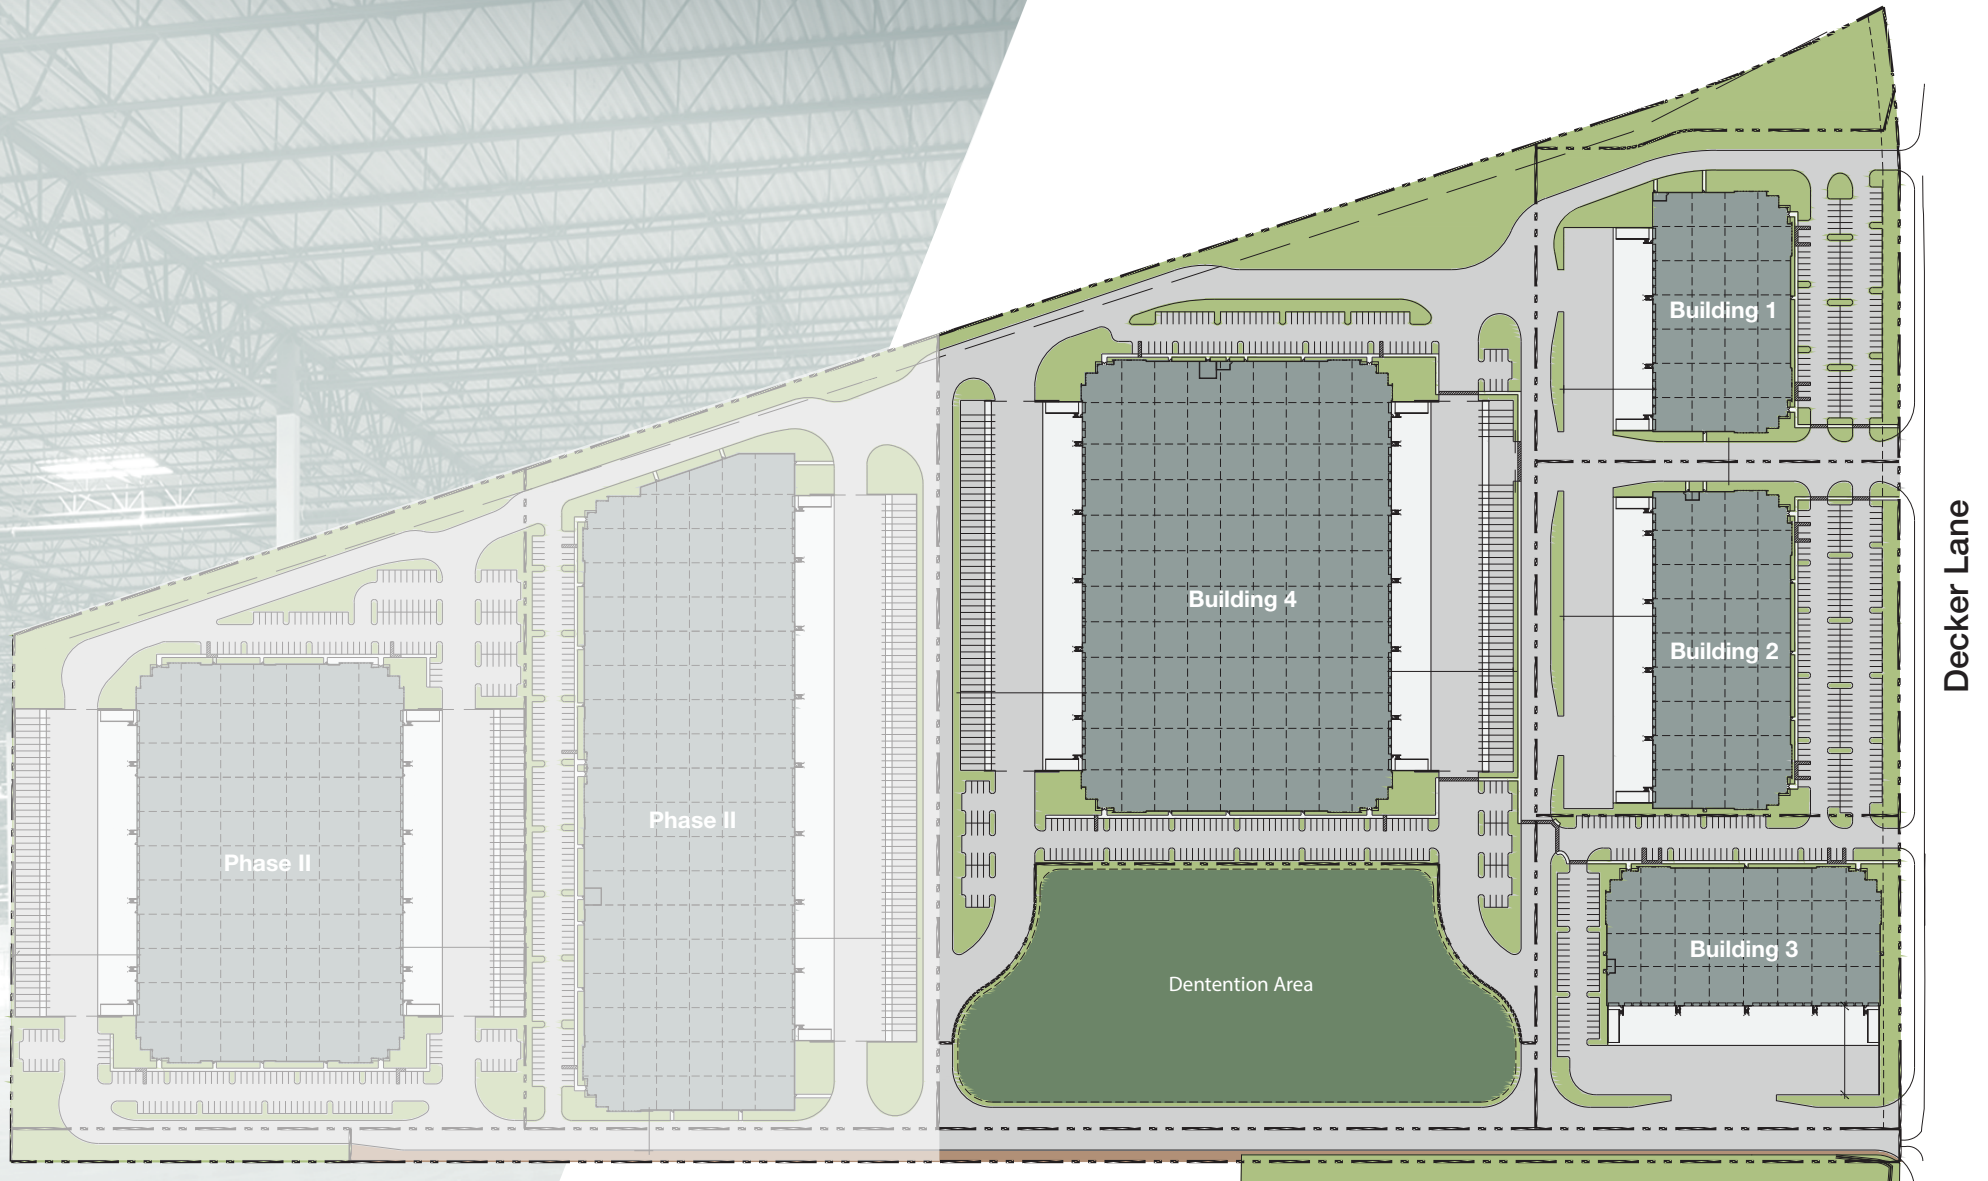 Building 1
Building 4
Building 2
Decker Lane
Phase II
Phase II
Building 3
Dentention Area